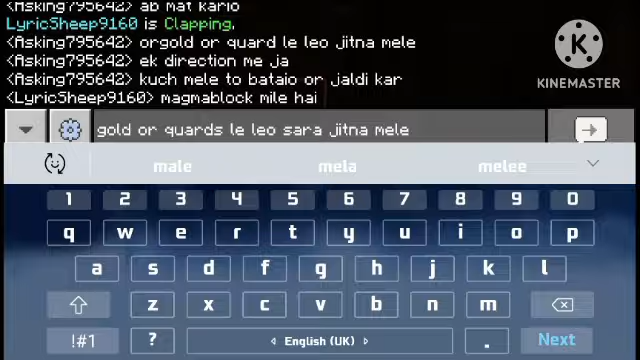 <Asking795642> ab mat kario
LyricSheep9160 is Clapping.
<Asking795642> orgold or quard le leo jitna mele
<Asking795642> ek direction me ja
<Asking795642> kuch mele to bataio or jaldi kar
<LyricSheep9160> magmablock mile hai
K
KINEMASTER
gold or quards le leo sara jitna mele
male mela melee
1 2 3 4 5 6 7 8 9 0
q w e r t y u i o p
a s d f g h j k l
z x c v b n m
!#1 ? English (UK) . Next